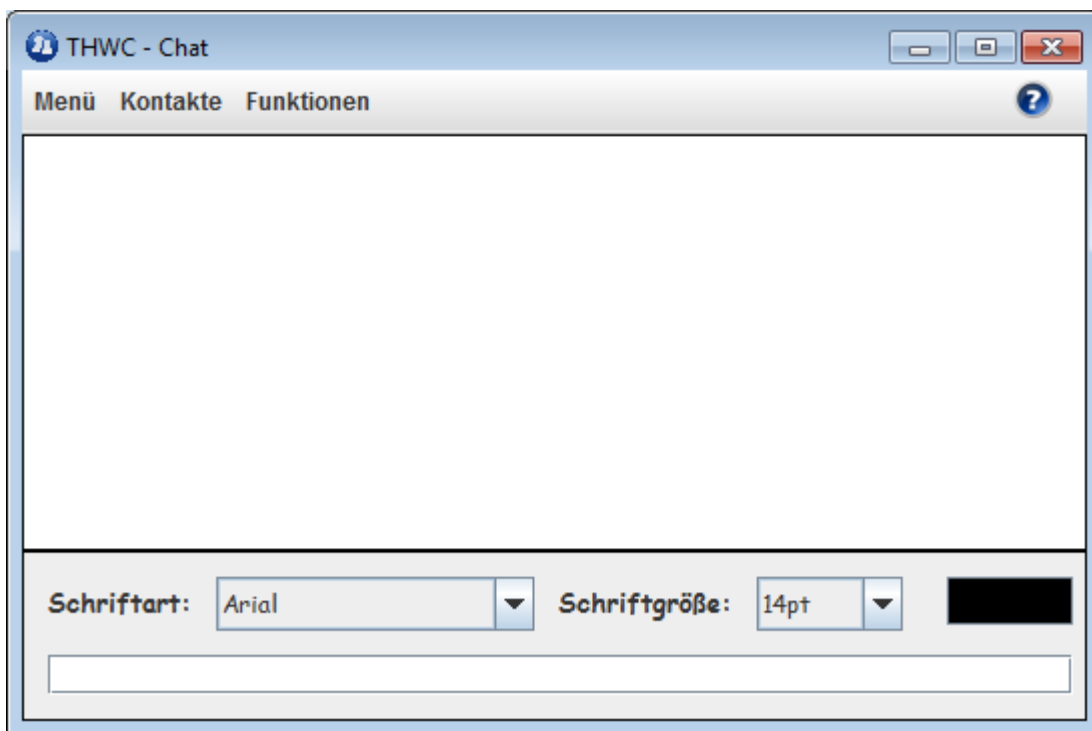 THWC - Chat
Menü Kontakte Funktionen ?
Schriftart: Arial Schriftgröße: 14pt